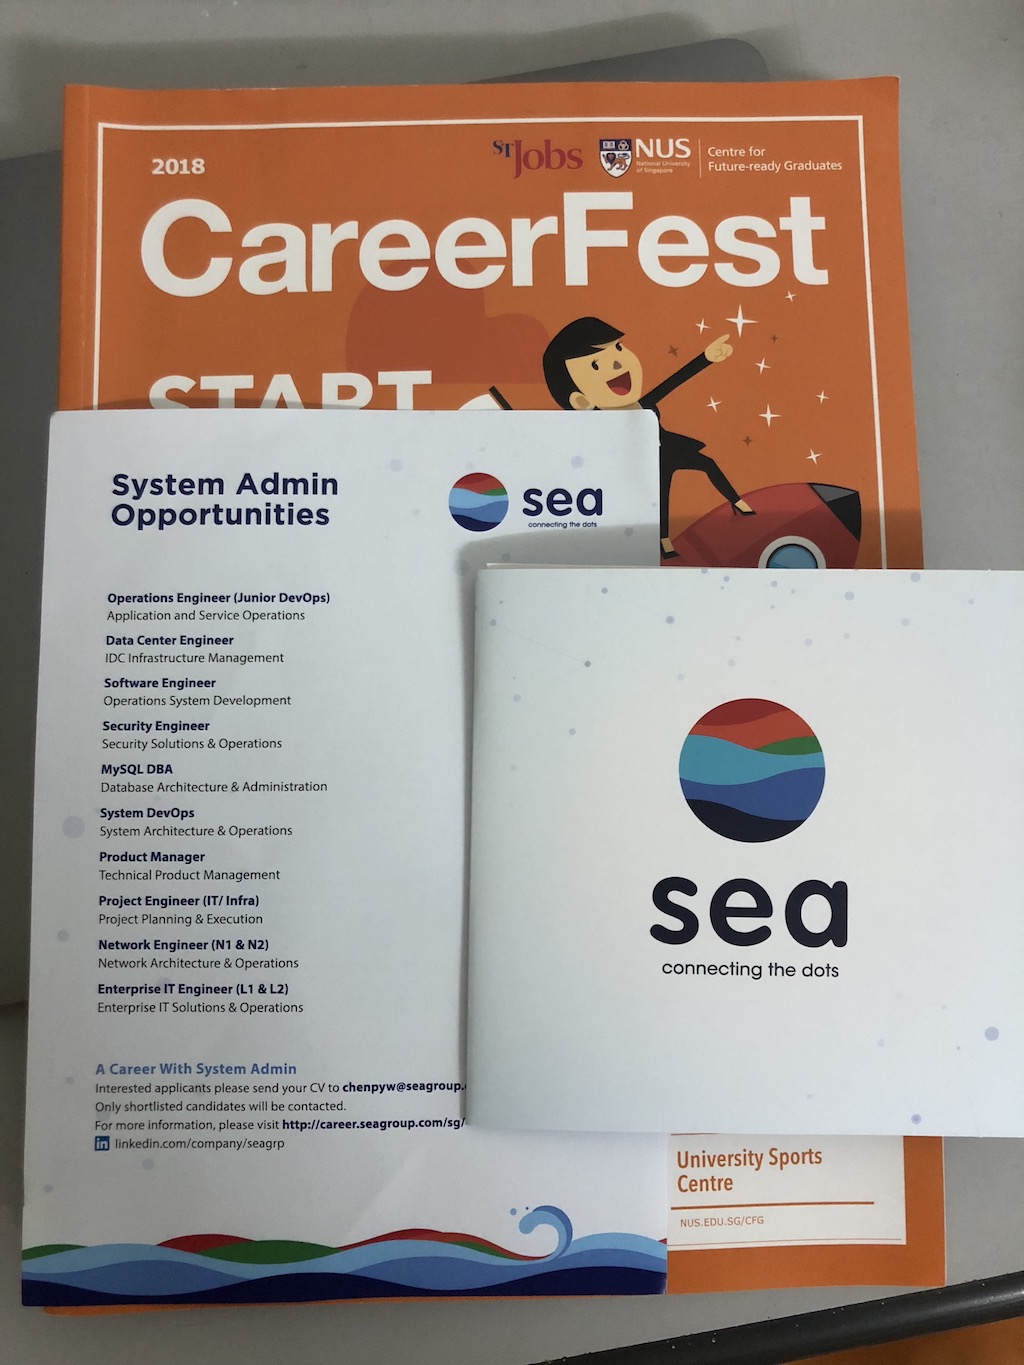 2018
STJobs
NUS
National University
of Singapore
Centre for
Future-ready Graduates
CareerFest
START
System Admin
Opportunities
sea
connecting the dots
Operations Engineer (Junior DevOps)
Application and Service Operations
Data Center Engineer
IDC Infrastructure Management
Software Engineer
Operations System Development
Security Engineer
Security Solutions & Operations
MySQL DBA
Database Architecture & Administration
System DevOps
System Architecture & Operations
Product Manager
Technical Product Management
Project Engineer (IT/ Infra)
Project Planning & Execution
Network Engineer (N1 & N2)
Network Architecture & Operations
Enterprise IT Engineer (L1 & L2)
Enterprise IT Solutions & Operations
A Career With System Admin
Interested applicants please send your CV to chenpyw@seagroup.
Only shortlisted candidates will be contacted.
For more information, please visit http://career.seagroup.com/sg/
in linkedin.com/company/seagrp
sea
connecting the dots
University Sports
Centre
NUS.EDU.SG/CFG